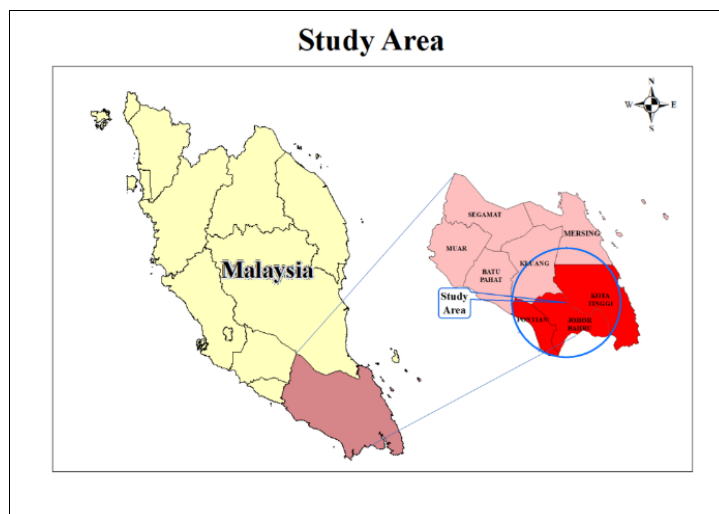 Study Area
N
W
E
S
SEGAMAT
MERSING
MUAR
KLUANG
BATU
PAHAT
Malaysia
Study
Area
KOTA
TINGGI
PONTIAN
JOHOR
BAHRU